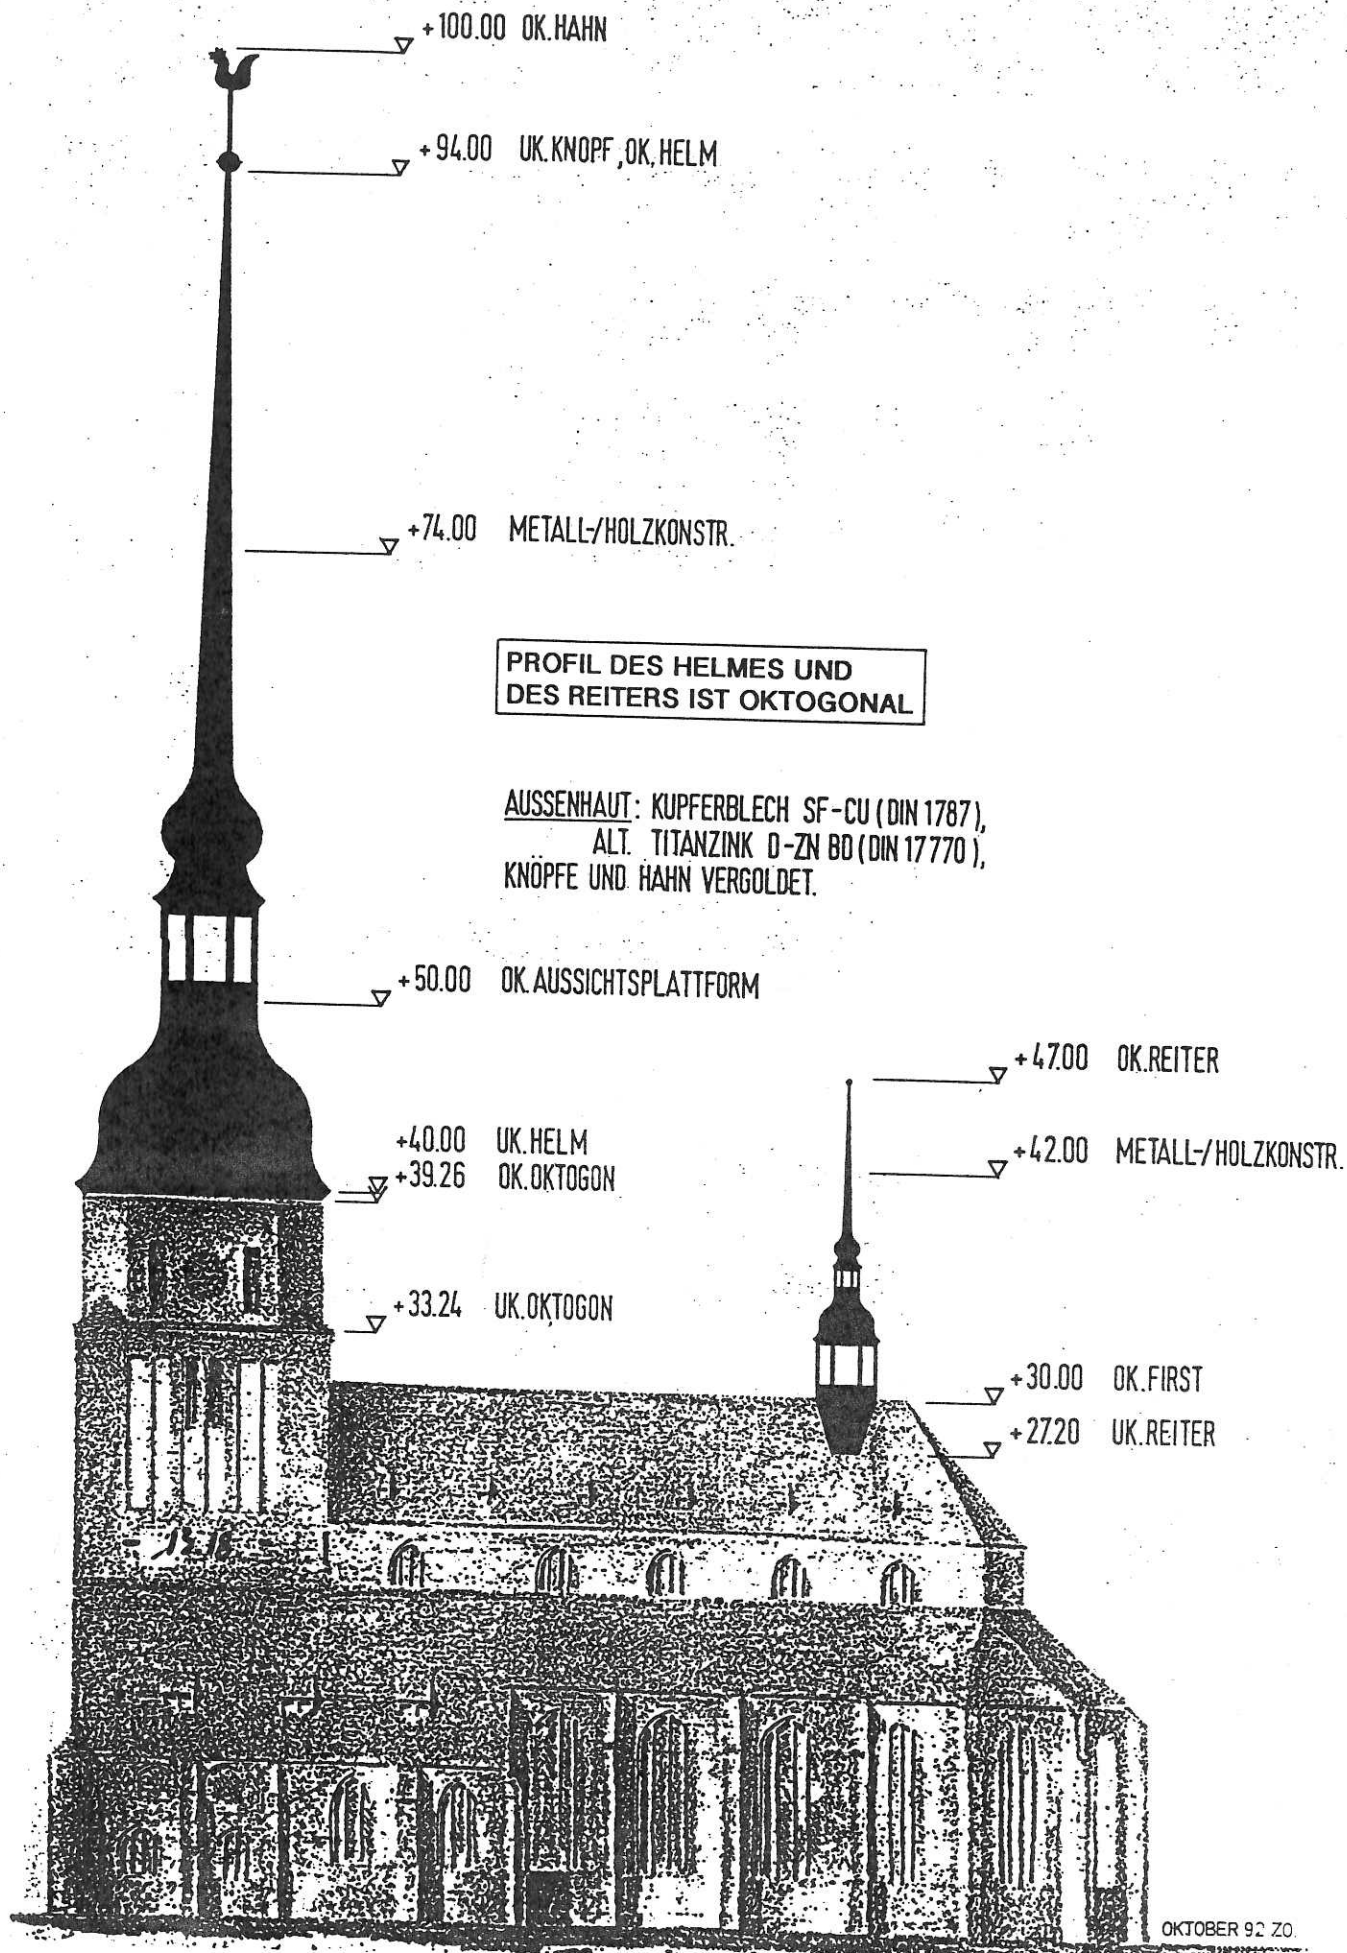 +100.00 OK.HAHN
+94.00 UK.KNOPF,OK.HELM
+74.00 METALL-/HOLZKONSTR.
PROFIL DES HELMES UND
DES REITERS IST OKTOGONAL
AUSSENHAUT: KUPFERBLECH SF-CU (DIN 1787),
ALT. TITANZINK D-ZN BD (DIN 17770),
KNÖPFE UND HAHN VERGOLDET.
+50.00 OK.AUSSICHTSPLATTFORM
+47.00 OK.REITER
+40.00 UK.HELM
+42.00 METALL-/HOLZKONSTR.
+39.26 OK.OKTOGON
+33.24 UK.OKTOGON
+30.00 OK.FIRST
+27.20 UK.REITER
OKTOBER 92 ZO.